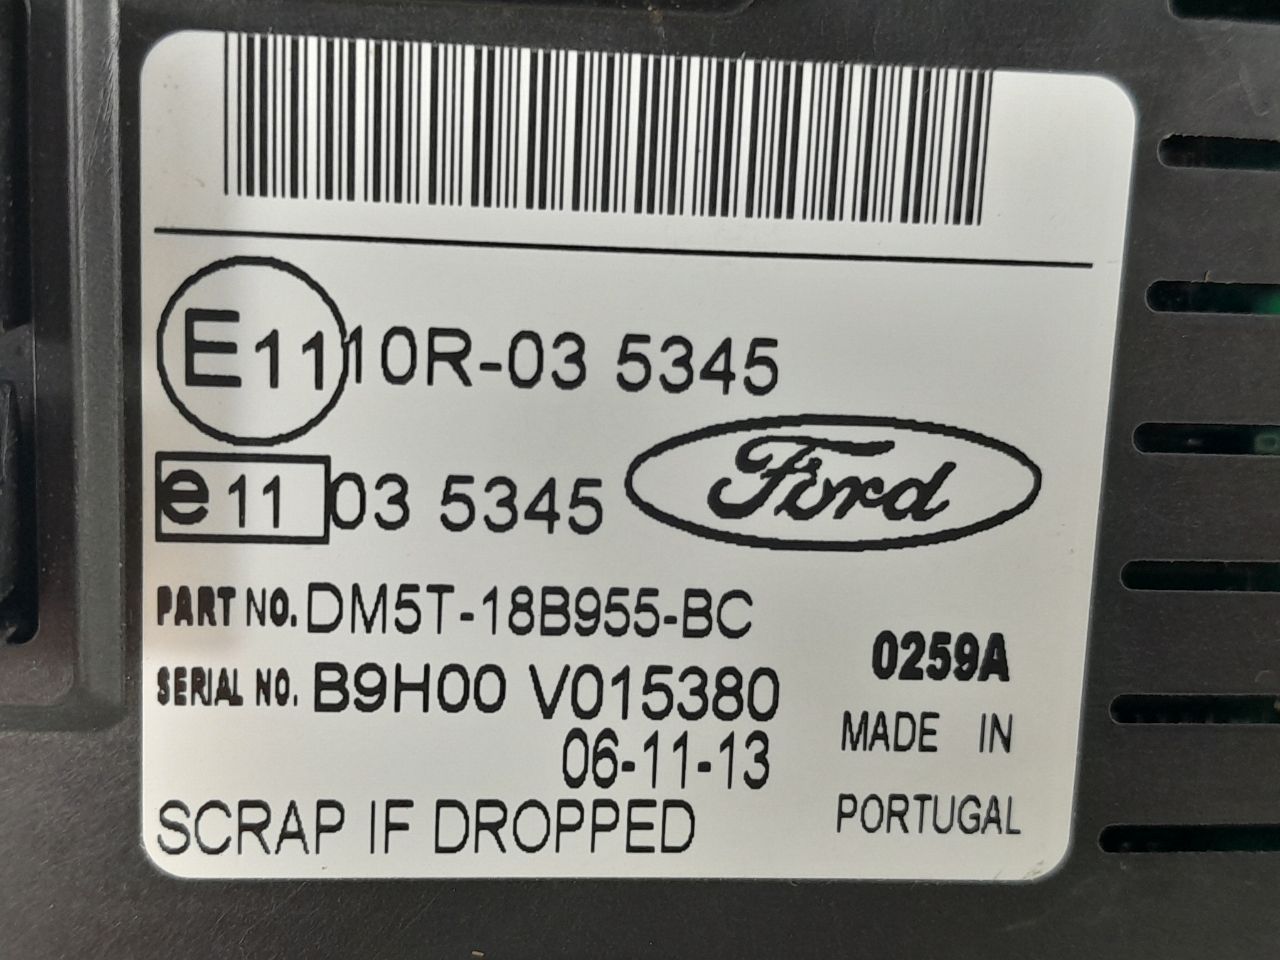 E11 10R-03 5345
e11 03 5345
Ford
PART NO. DM5T-18B955-BC
0259A
SERIAL NO. B9H00 V015380
MADE IN
06-11-13
PORTUGAL
SCRAP IF DROPPED